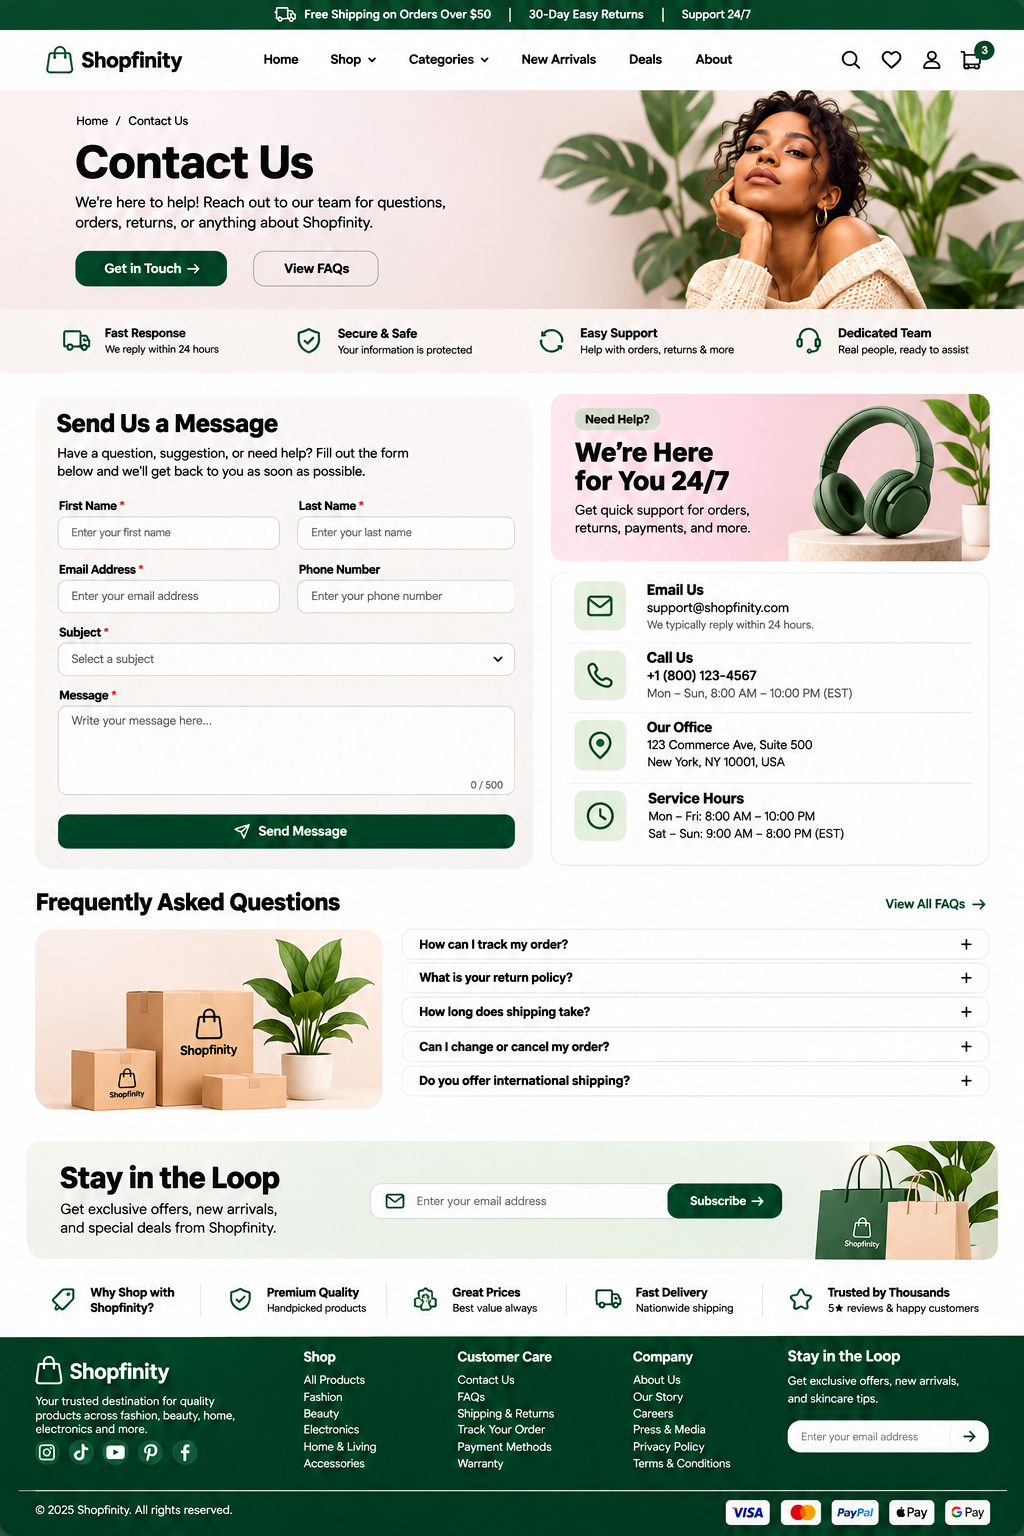 Free Shipping on Orders Over $50 | 30-Day Easy Returns | Support 24/7
Shopfinity
Home Shop Categories New Arrivals Deals About
3
Home / Contact Us
Contact Us
We're here to help! Reach out to our team for questions,
orders, returns, or anything about Shopfinity.
Get in Touch →
View FAQs
Fast Response
We reply within 24 hours
Secure & Safe
Your information is protected
Easy Support
Help with orders, returns & more
Dedicated Team
Real people, ready to assist
Send Us a Message
Have a question, suggestion, or need help? Fill out the form
below and we'll get back to you as soon as possible.
First Name *
Enter your first name
Last Name *
Enter your last name
Email Address *
Enter your email address
Phone Number
Enter your phone number
Subject *
Select a subject
Message *
Write your message here...
0 / 500
Send Message
Need Help?
We're Here
for You 24/7
Get quick support for orders,
returns, payments, and more.
Email Us
support@shopfinity.com
We typically reply within 24 hours.
Call Us
+1 (800) 123-4567
Mon – Sun, 8:00 AM – 10:00 PM (EST)
Our Office
123 Commerce Ave, Suite 500
New York, NY 10001, USA
Service Hours
Mon – Fri: 8:00 AM – 10:00 PM
Sat – Sun: 9:00 AM – 8:00 PM (EST)
Frequently Asked Questions
View All FAQs →
Shopfinity
Shopfinity
How can I track my order? +
What is your return policy? +
How long does shipping take? +
Can I change or cancel my order? +
Do you offer international shipping? +
Stay in the Loop
Get exclusive offers, new arrivals,
and special deals from Shopfinity.
Enter your email address
Subscribe →
Shopfinity
Why Shop with
Shopfinity?
Premium Quality
Handpicked products
Great Prices
Best value always
Fast Delivery
Nationwide shipping
Trusted by Thousands
5★ reviews & happy customers
Shopfinity
Your trusted destination for quality
products across fashion, beauty, home,
electronics and more.
Shop
All Products
Fashion
Beauty
Electronics
Home & Living
Accessories
Customer Care
Contact Us
FAQs
Shipping & Returns
Track Your Order
Payment Methods
Warranty
Company
About Us
Our Story
Careers
Press & Media
Privacy Policy
Terms & Conditions
Stay in the Loop
Get exclusive offers, new arrivals,
and skincare tips.
Enter your email address →
© 2025 Shopfinity. All rights reserved.
VISA
PayPal
Pay
G Pay